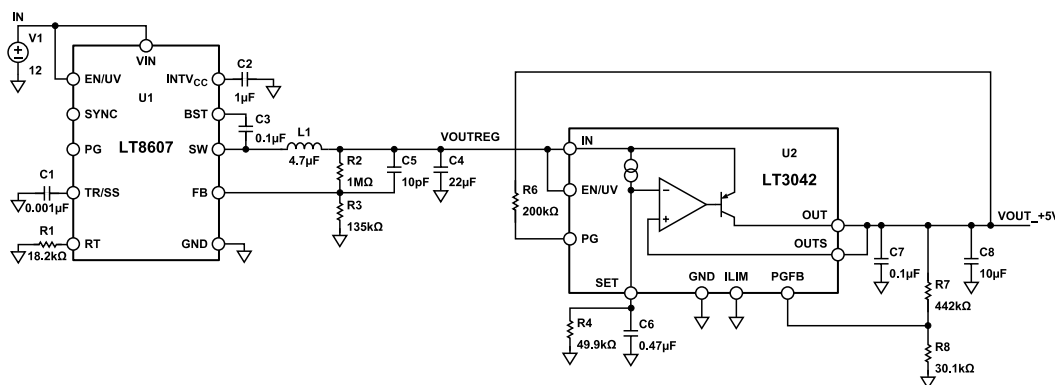 IN
V1
12
VIN
EN/UV
SYNC
PG
TR/SS
RT
U1
LT8607
INTVCC
BST
SW
FB
GND
C1
0.001µF
R1
18.2kΩ
C2
1µF
C3
0.1µF
L1
4.7µF
R2
1MΩ
R3
135kΩ
C5
10pF
C4
22µF
VOUTREG
R6
200kΩ
IN
EN/UV
PG
U2
LT3042
OUT
OUTS
SET
GND
ILIM
PGFB
R4
49.9kΩ
C6
0.47µF
C7
0.1µF
R7
442kΩ
C8
10µF
R8
30.1kΩ
VOUT_+5V